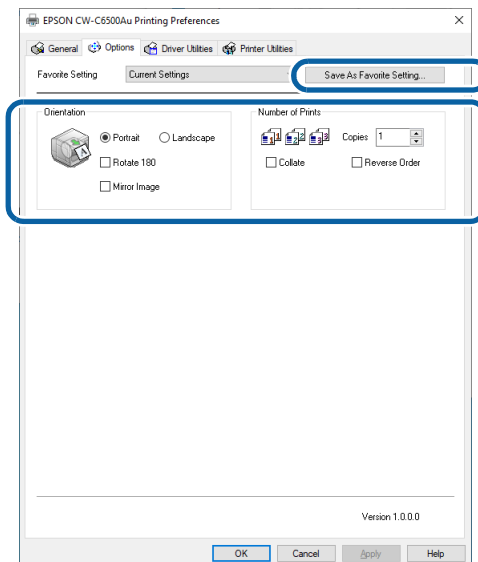 EPSON CW-C6500Au Printing Preferences
General Options Driver Utilities Printer Utilities
Favorite Setting Current Settings Save As Favorite Setting...
Orientation Number of Prints
Portrait Landscape Copies 1
Rotate 180 Collate Reverse Order
Mirror Image
Version 1.0.0.0
OK Cancel Apply Help